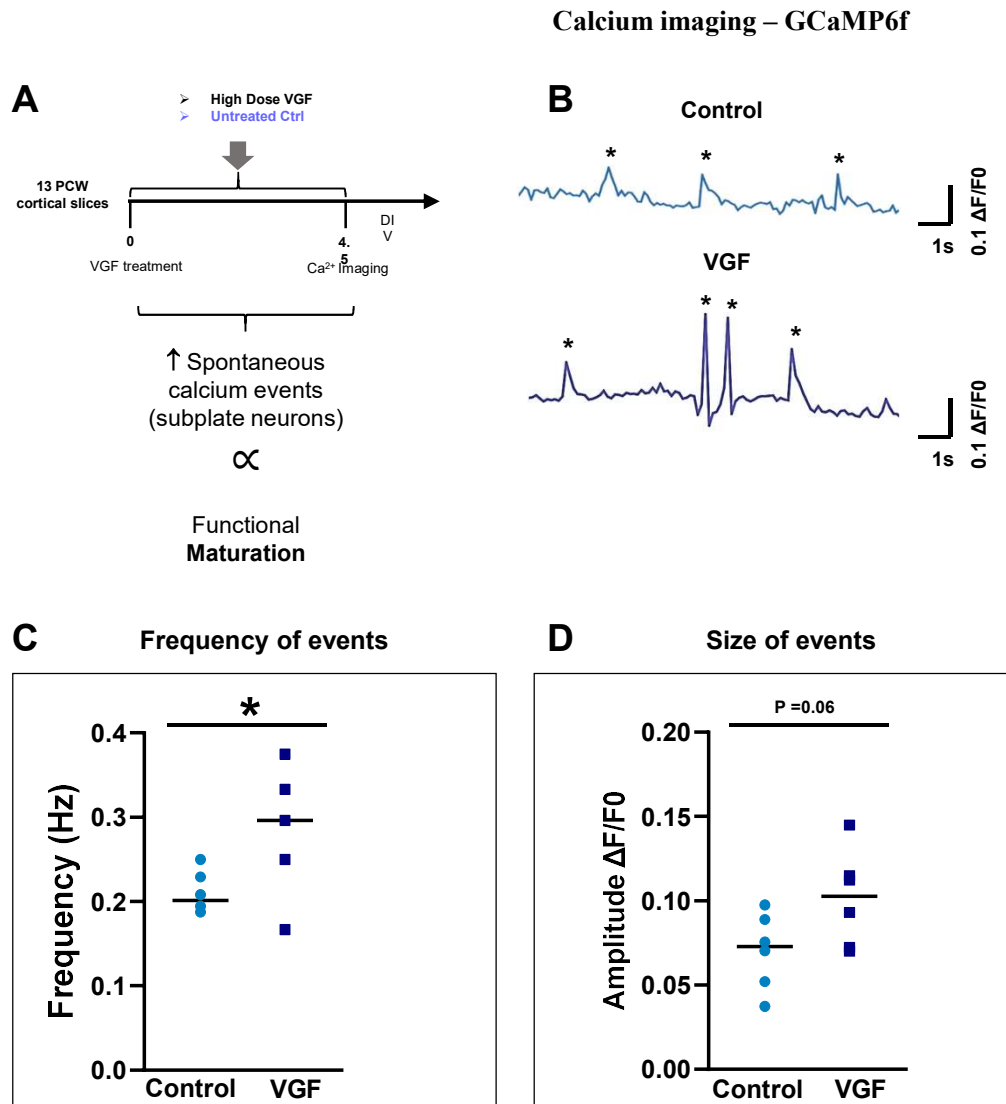 Calcium imaging – GCaMP6f
A
➢ High Dose VGF
➢ Untreated Ctrl
13 PCW
cortical slices
0
4.
5
DI
V
VGF treatment
Ca²⁺ Imaging
↑ Spontaneous
calcium events
(subplate neurons)
∝
Functional
Maturation
B
Control
* * *
1s
0.1 ΔF/F0
VGF
* * * *
1s
0.1 ΔF/F0
C
Frequency of events
*
Frequency (Hz)
0.4
0.3
0.2
0.1
0.0
Control VGF
D
Size of events
P =0.06
Amplitude ΔF/F0
0.20
0.15
0.10
0.05
0.00
Control VGF